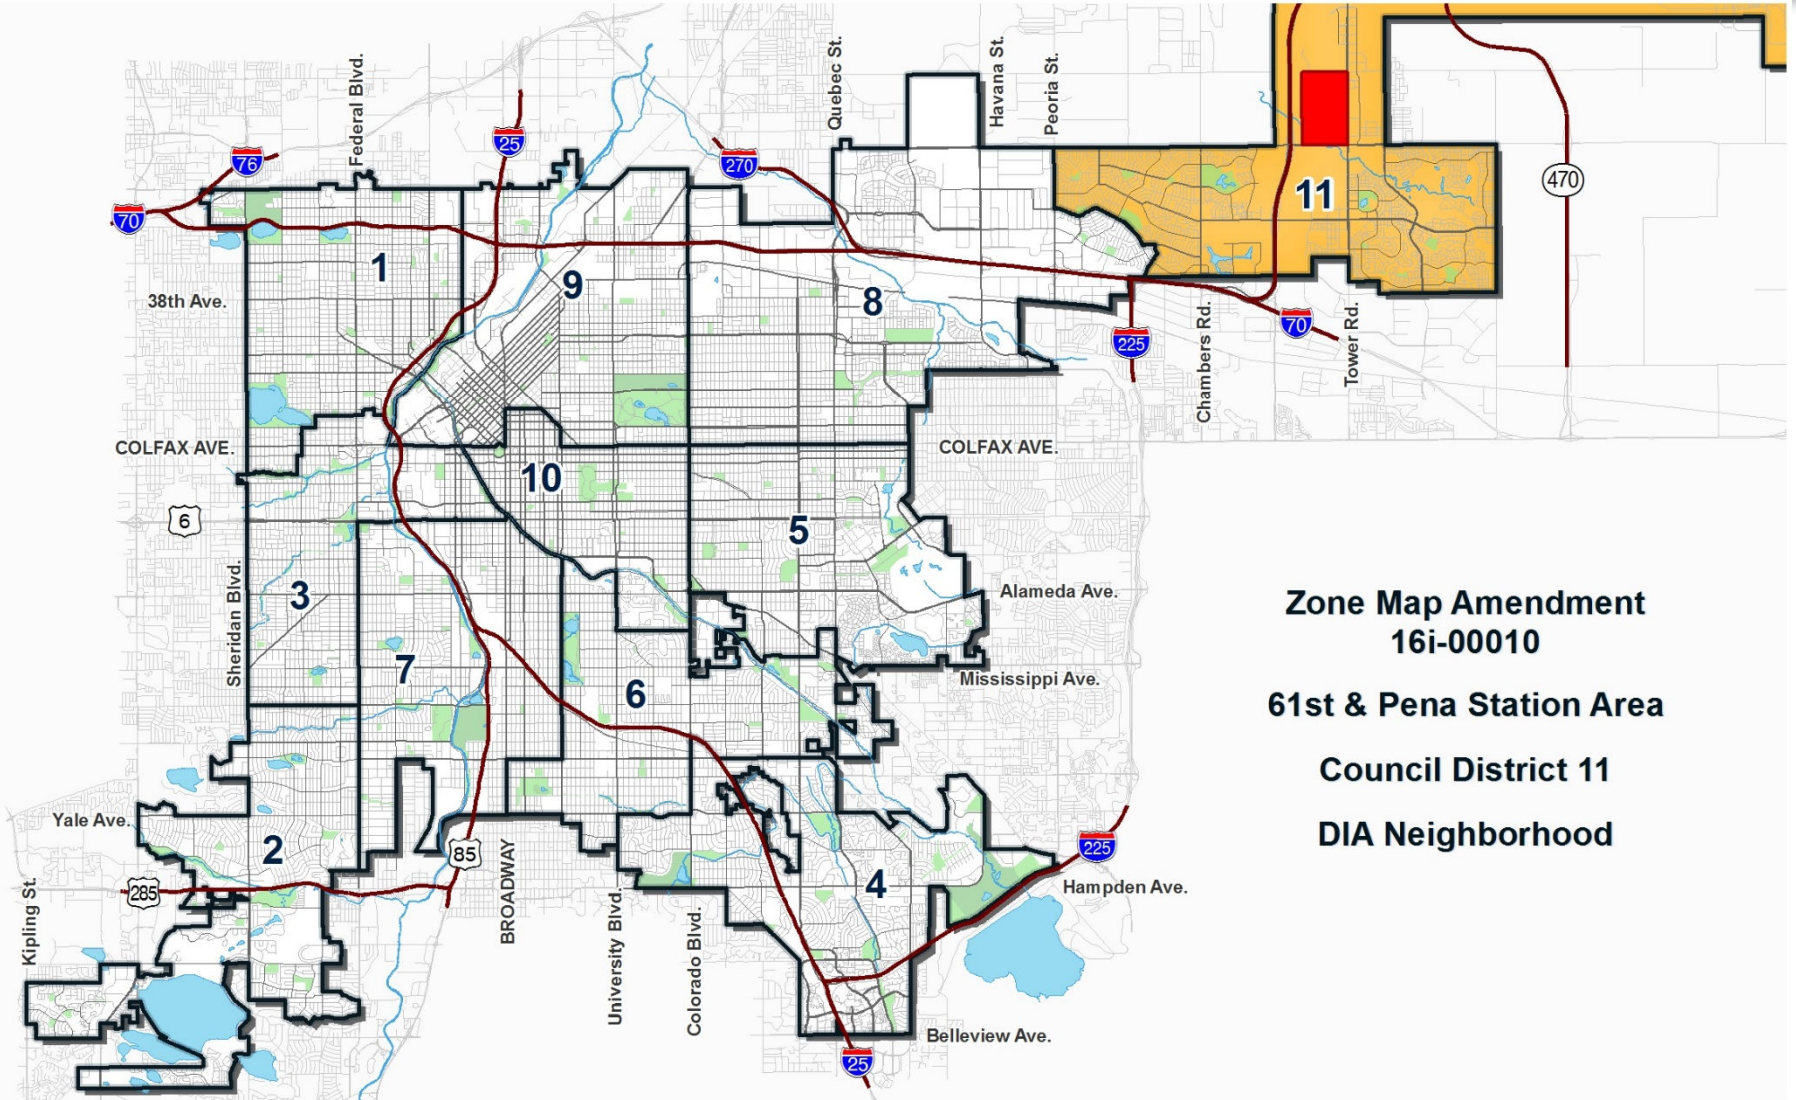 Federal Blvd.
Quebec St.
Havana St.
Peoria St.
76
25
270
70
470
11
1
9
8
38th Ave.
225
70
Chambers Rd.
Tower Rd.
COLFAX AVE.
COLFAX AVE.
10
6
5
3
Sheridan Blvd.
Alameda Ave.
7
6
Mississippi Ave.
Zone Map Amendment
16i-00010
61st & Pena Station Area
Council District 11
DIA Neighborhood
Yale Ave.
2
85
BROADWAY
225
285
4
Hampden Ave.
Kipling St.
University Blvd.
Colorado Blvd.
Belleview Ave.
25